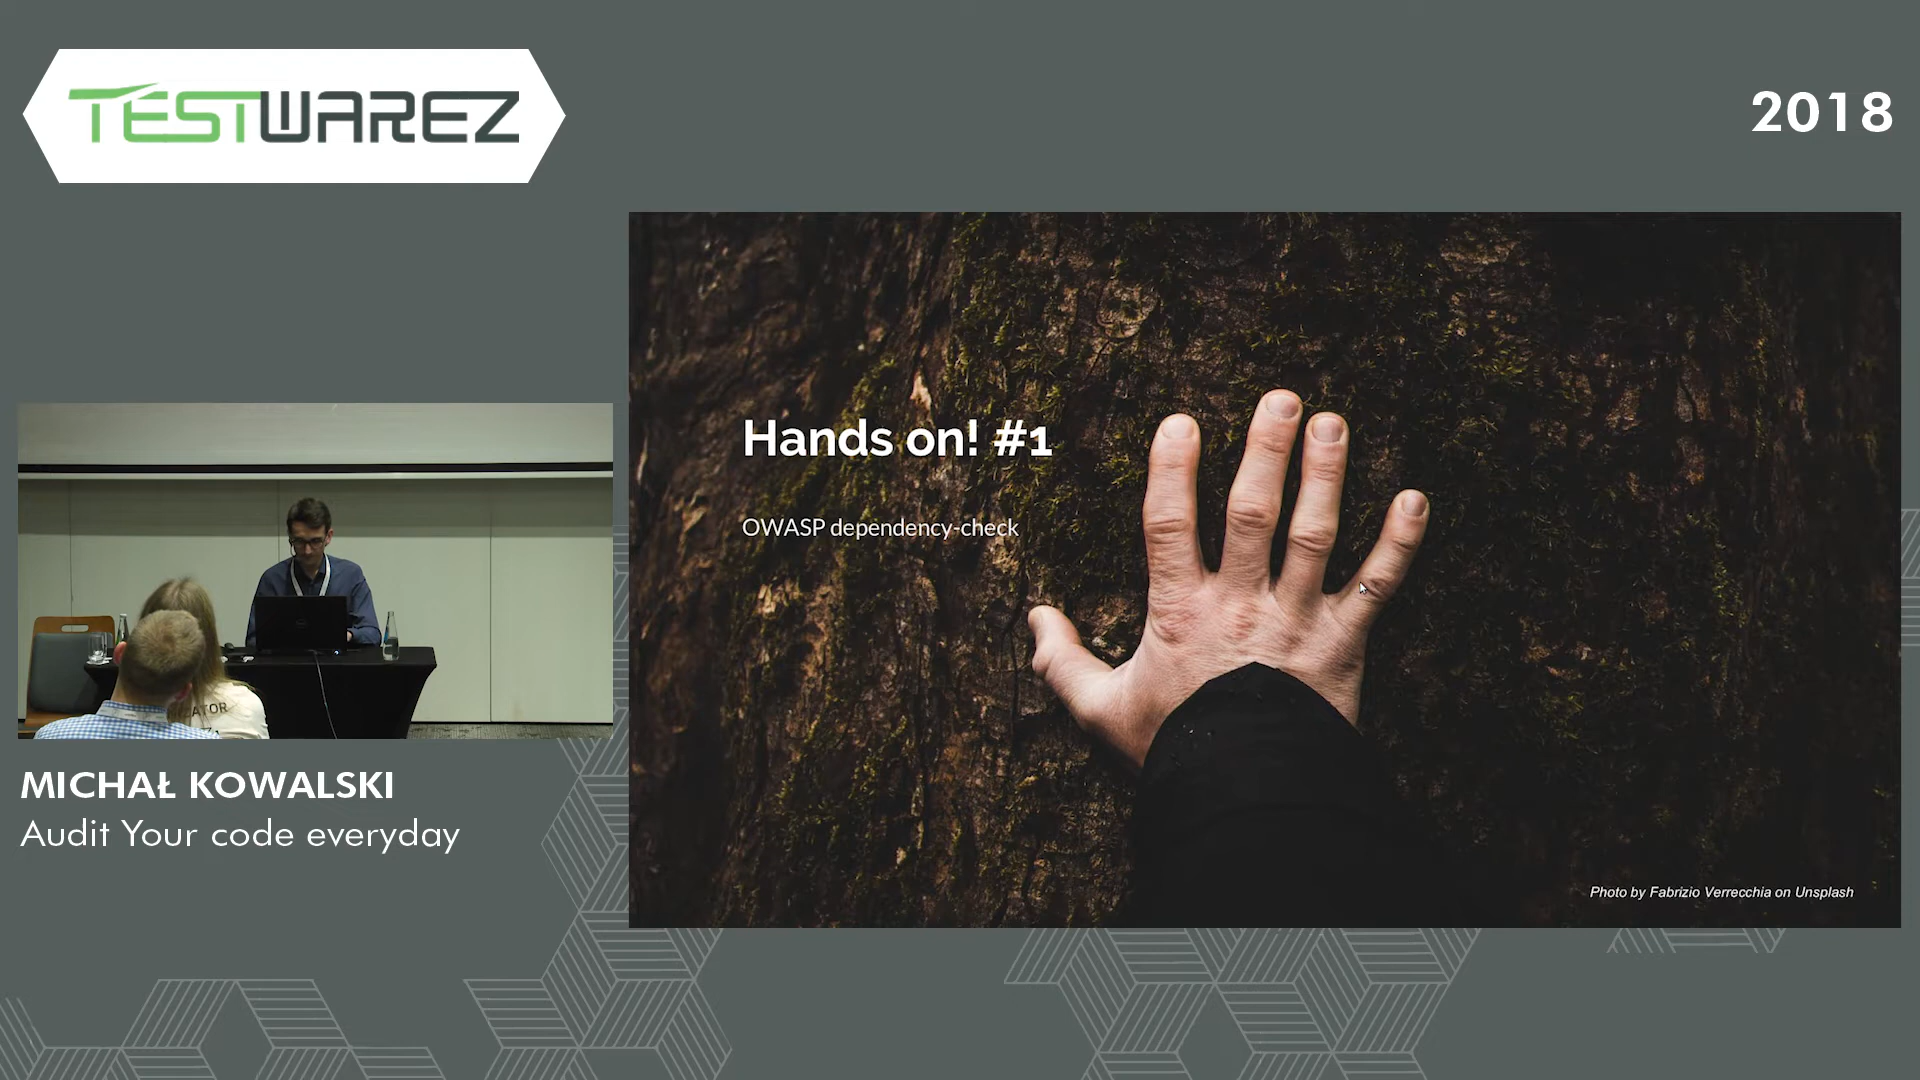 TESTWAREZ
2018
Hands on! #1
OWASP dependency-check
Photo by Fabrizio Verrecchia on Unsplash
MICHAŁ KOWALSKI
Audit Your code everyday